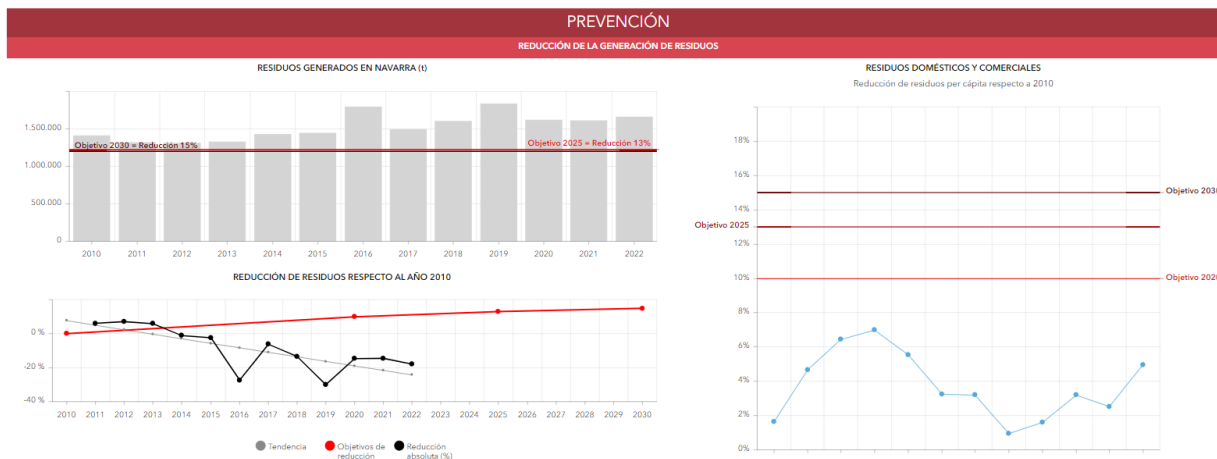 PREVENCIÓN
REDUCCIÓN DE LA GENERACIÓN DE RESIDUOS
RESIDUOS GENERADOS EN NAVARRA (t)
1.500.000
1.000.000
500.000
0
Objetivo 2030 = Reducción 15%
Objetivo 2025 = Reducción 13%
2010 2011 2012 2013 2014 2015 2016 2017 2018 2019 2020 2021 2022
REDUCCIÓN DE RESIDUOS RESPECTO AL AÑO 2010
0 %
-20 %
-40 %
2010 2011 2012 2013 2014 2015 2016 2017 2018 2019 2020 2021 2022 2023 2024 2025 2026 2027 2028 2029 2030
Tendencia
Objetivos de
reducción
Reducción
absoluta (%)
RESIDUOS DOMÉSTICOS Y COMERCIALES
Reducción de residuos per cápita respecto a 2010
18%
16%
Objetivo 2030
14%
Objetivo 2025
12%
10%
Objetivo 2020
8%
6%
4%
2%
0%